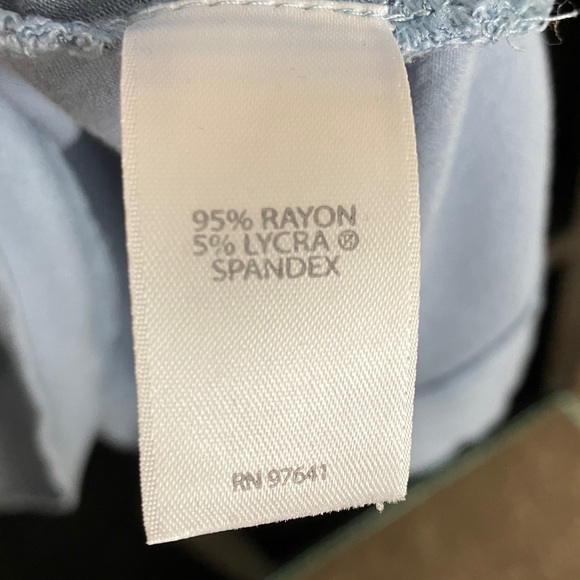 95% RAYON
5% LYCRA ®
SPANDEX
RN 97641